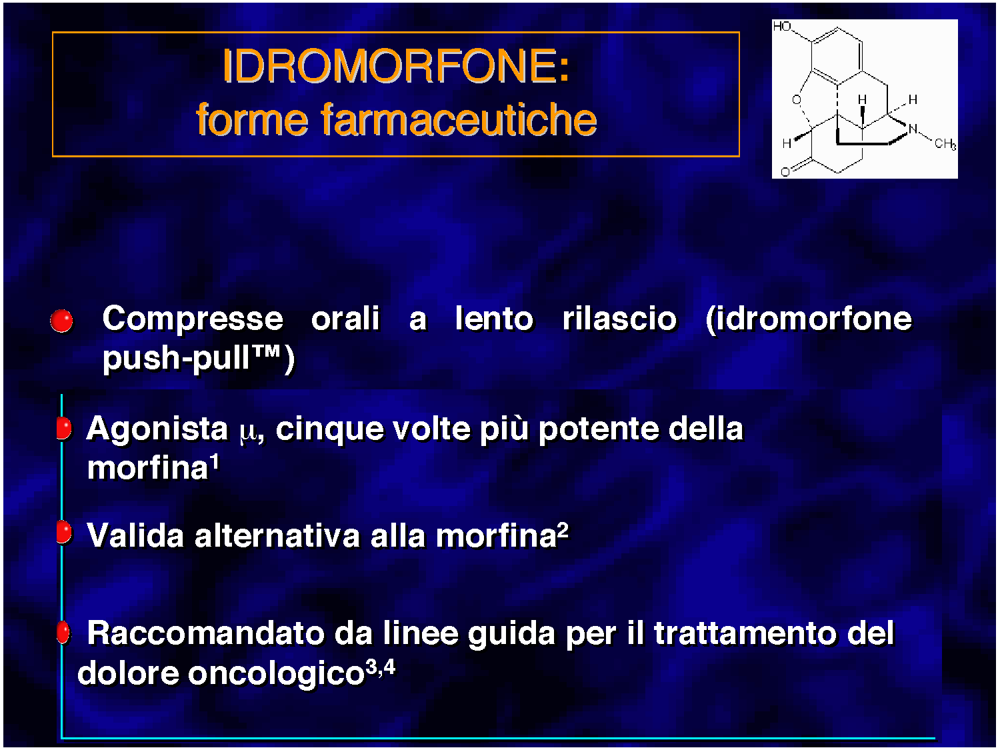 IDROMORFONE:
forme farmaceutiche
HO
O
H
H
N
CH3
H
O
Compresse orali a lento rilascio (idromorfone
push-pull™)
Agonista μ, cinque volte più potente della
morfina¹
Valida alternativa alla morfina²
Raccomandato da linee guida per il trattamento del
dolore oncologico³,⁴